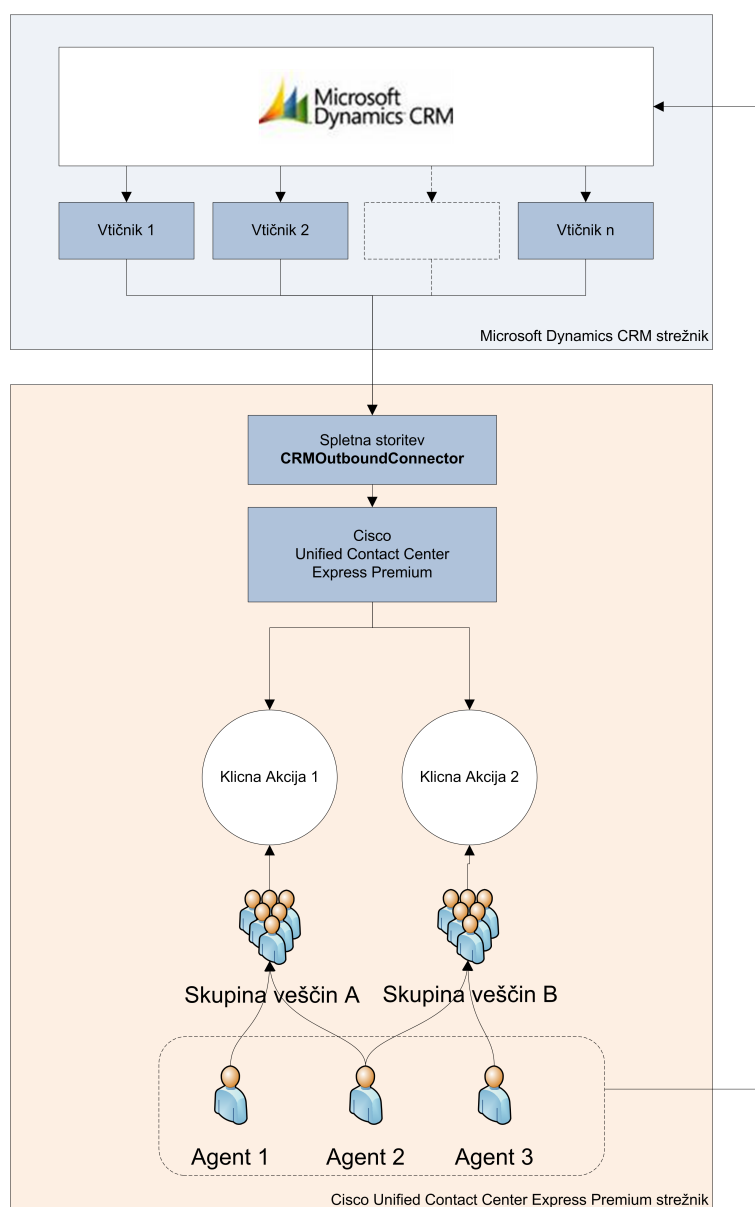 Microsoft
Dynamics CRM
Vtičnik 1
Vtičnik 2
Vtičnik n
Microsoft Dynamics CRM strežnik
Spletna storitev
CRMOutboundConnector
Cisco
Unified Contact Center
Express Premium
Klicna Akcija 1
Klicna Akcija 2
Skupina veščin A
Skupina veščin B
Agent 1
Agent 2
Agent 3
Cisco Unified Contact Center Express Premium strežnik